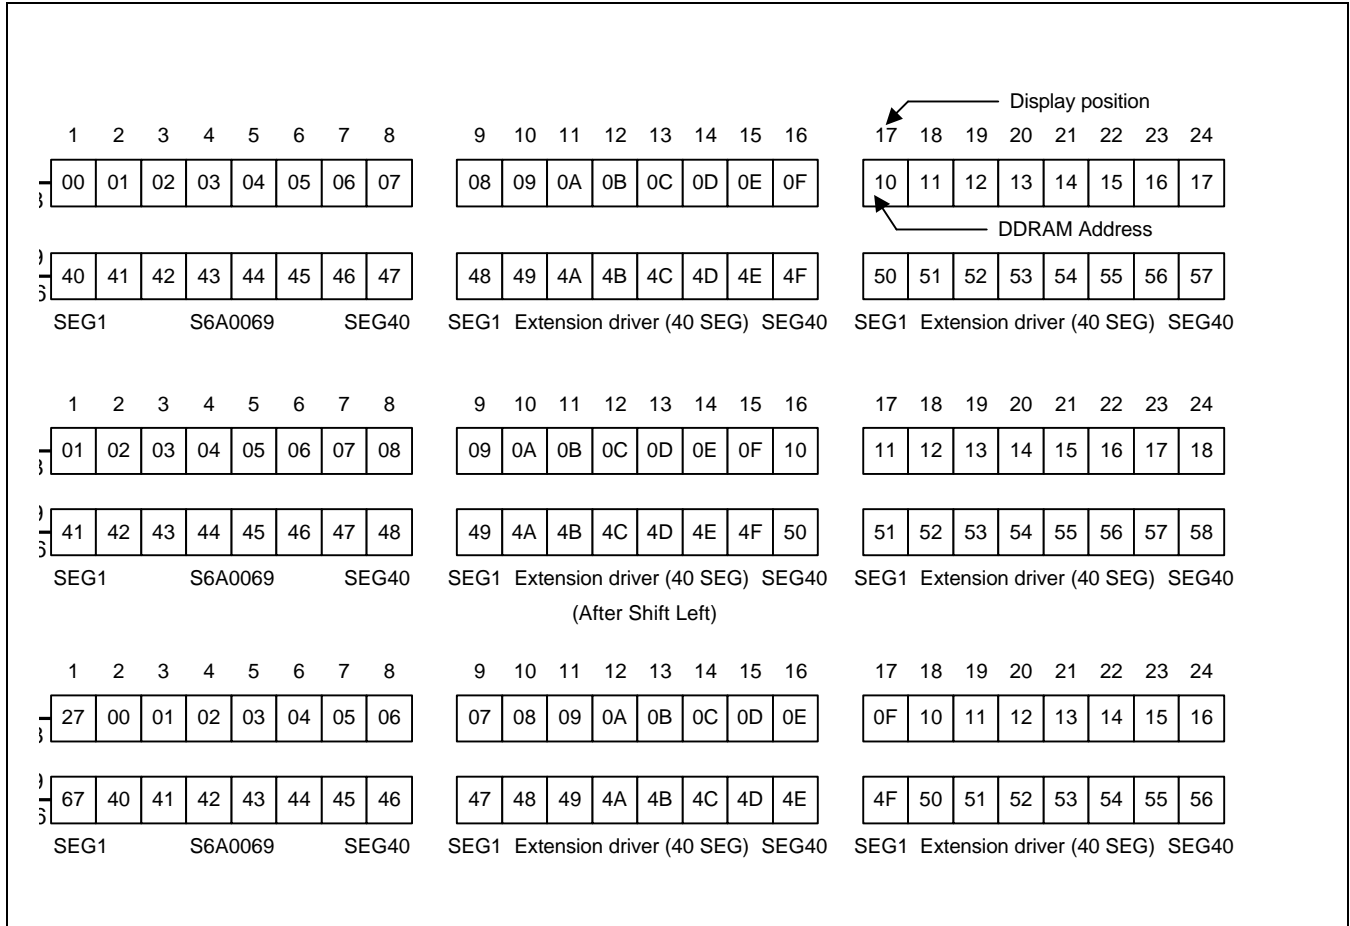 Display position
1 2 3 4 5 6 7 8 9 10 11 12 13 14 15 16 17 18 19 20 21 22 23 24
00 01 02 03 04 05 06 07 08 09 0A 0B 0C 0D 0E 0F 10 11 12 13 14 15 16 17
DDRAM Address
40 41 42 43 44 45 46 47 48 49 4A 4B 4C 4D 4E 4F 50 51 52 53 54 55 56 57
SEG1 S6A0069 SEG40 SEG1 Extension driver (40 SEG) SEG40 SEG1 Extension driver (40 SEG) SEG40
1 2 3 4 5 6 7 8 9 10 11 12 13 14 15 16 17 18 19 20 21 22 23 24
01 02 03 04 05 06 07 08 09 0A 0B 0C 0D 0E 0F 10 11 12 13 14 15 16 17 18
41 42 43 44 45 46 47 48 49 4A 4B 4C 4D 4E 4F 50 51 52 53 54 55 56 57 58
SEG1 S6A0069 SEG40 SEG1 Extension driver (40 SEG) SEG40 SEG1 Extension driver (40 SEG) SEG40
(After Shift Left)
1 2 3 4 5 6 7 8 9 10 11 12 13 14 15 16 17 18 19 20 21 22 23 24
27 00 01 02 03 04 05 06 07 08 09 0A 0B 0C 0D 0E 0F 10 11 12 13 14 15 16
67 40 41 42 43 44 45 46 47 48 49 4A 4B 4C 4D 4E 4F 50 51 52 53 54 55 56
SEG1 S6A0069 SEG40 SEG1 Extension driver (40 SEG) SEG40 SEG1 Extension driver (40 SEG) SEG40